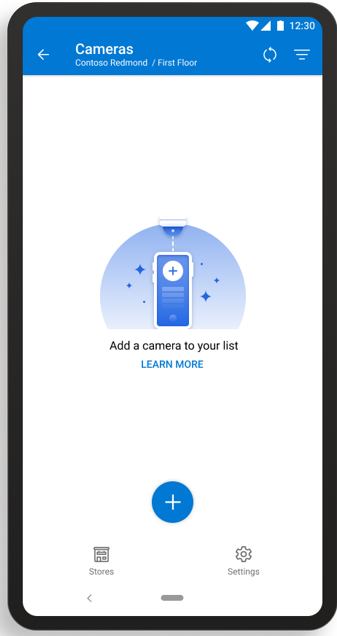 12:30
Cameras
Contoso Redmond / First Floor
Add a camera to your list
LEARN MORE
Stores
Settings